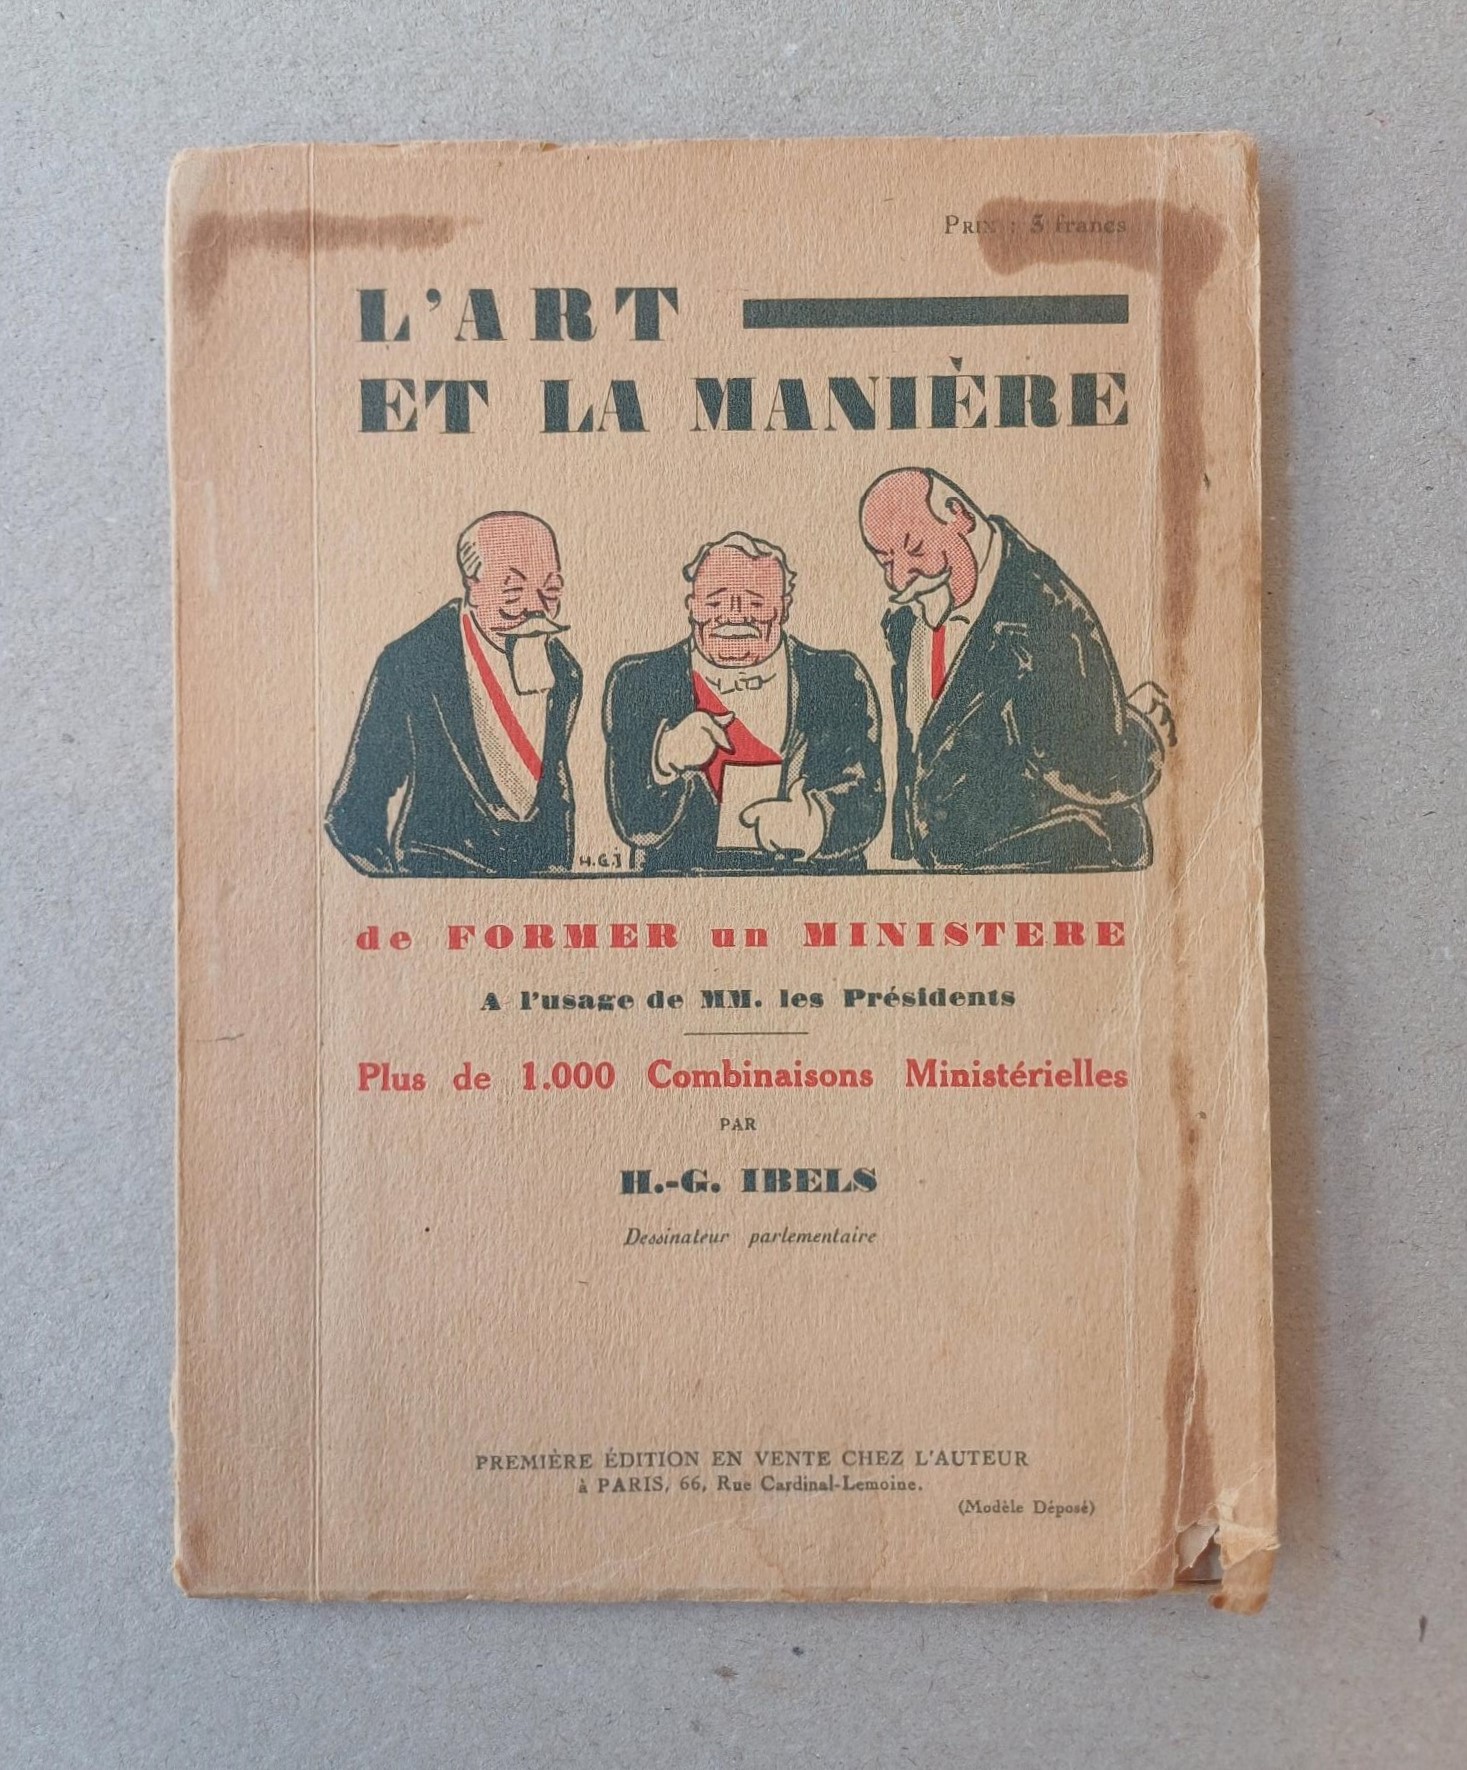 PRIX : 5 francs
L'ART
ET LA MANIÈRE
H.G.I
de FORMER un MINISTERE
A l'usage de MM. les Présidents
Plus de 1.000 Combinaisons Ministérielles
PAR
H.-G. IBELS
Dessinateur parlementaire
PREMIÈRE ÉDITION EN VENTE CHEZ L'AUTEUR
à PARIS, 66, Rue Cardinal-Lemoine.
(Modèle Déposé)